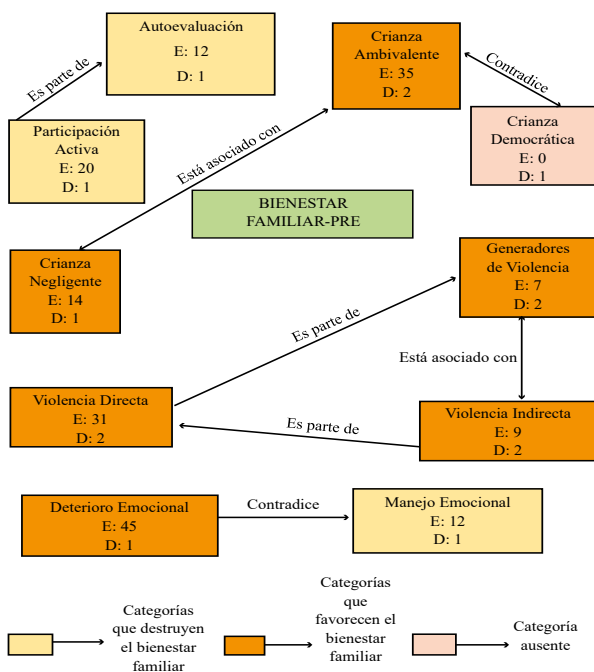 Autoevaluación
E: 12
D: 1
Crianza
Ambivalente
E: 35
D: 2
Es parte de
Contradice
Participación
Activa
E: 20
D: 1
Está asociado con
Crianza
Democrática
E: 0
D: 1
BIENESTAR
FAMILIAR-PRE
Crianza
Negligente
E: 14
D: 1
Generadores
de Violencia
E: 7
D: 2
Es parte de
Está asociado con
Violencia Directa
E: 31
D: 2
Es parte de
Violencia Indirecta
E: 9
D: 2
Deterioro Emocional
E: 45
D: 1
Contradice
Manejo Emocional
E: 12
D: 1
Categorías
que destruyen
el bienestar
familiar
Categorías
que
favorecen el
bienestar
familiar
Categoría
ausente